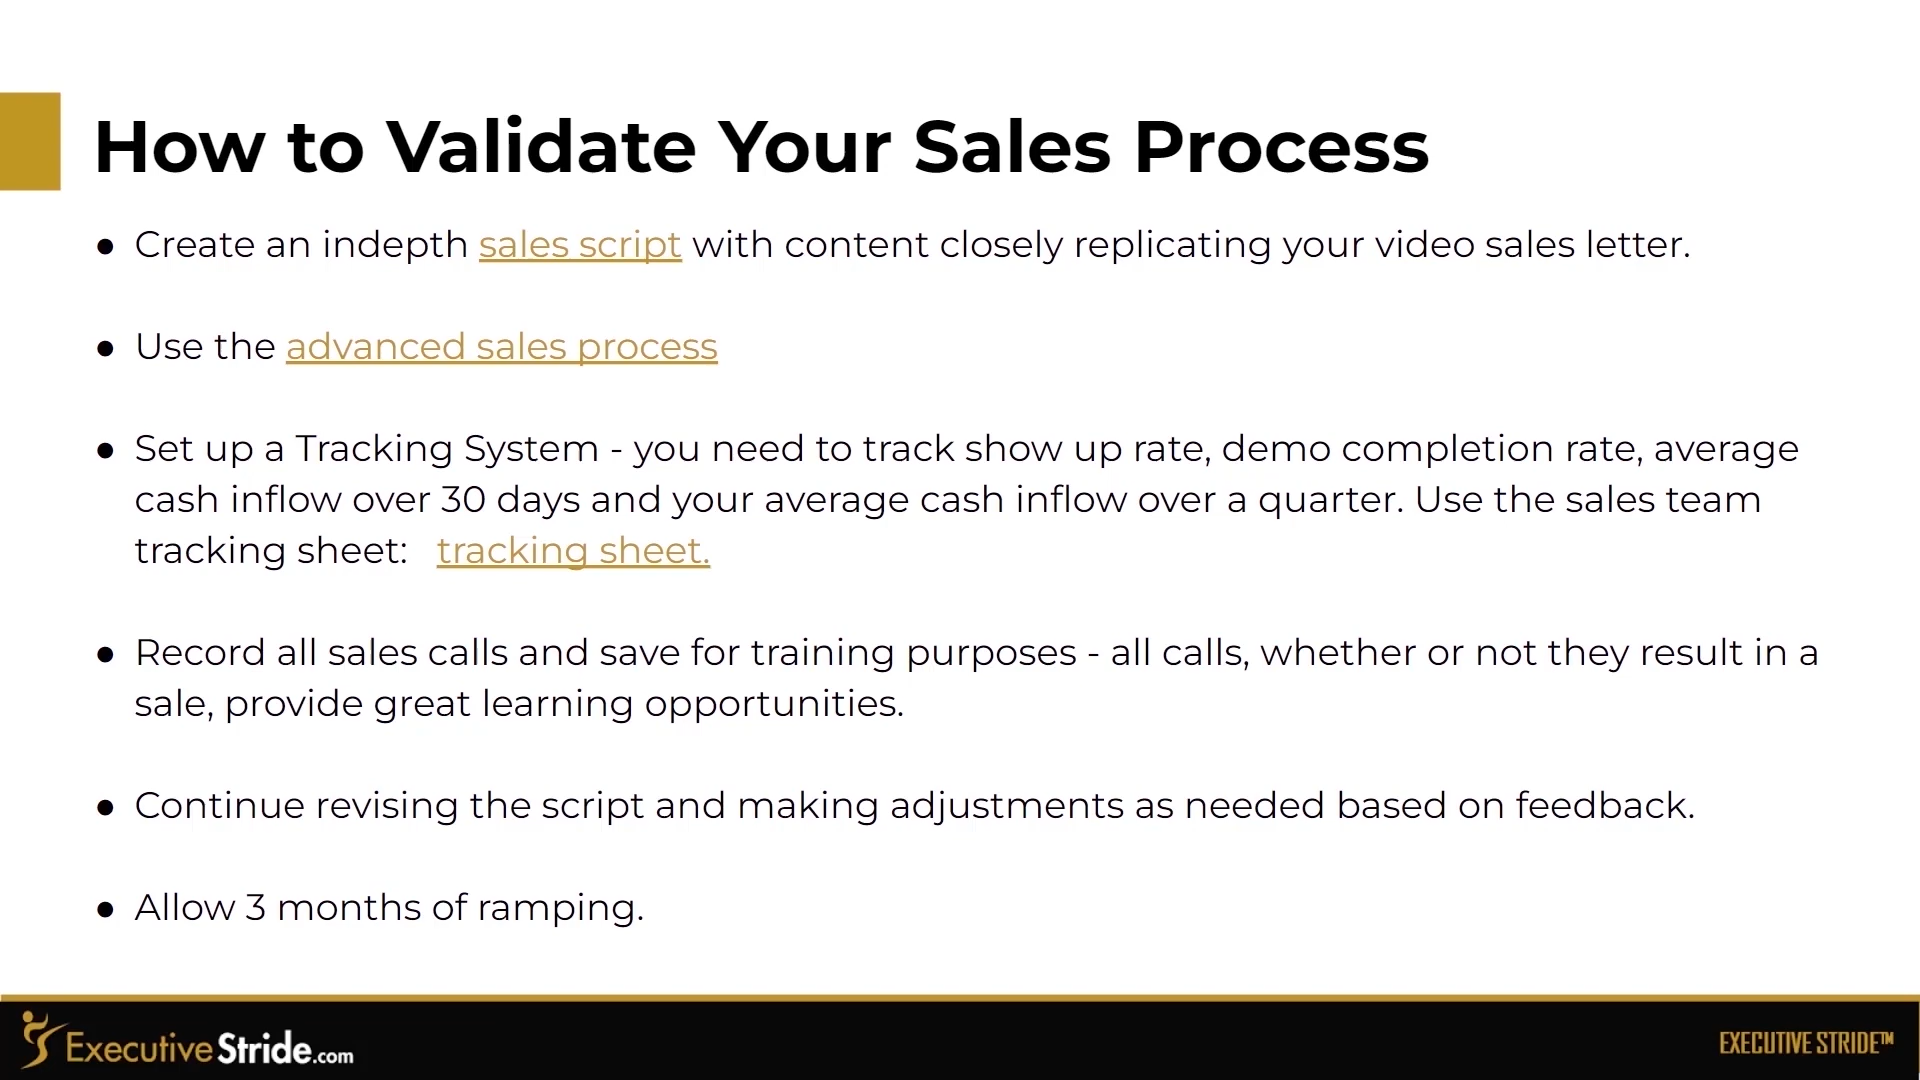 How to Validate Your Sales Process
● Create an indepth sales script with content closely replicating your video sales letter.
● Use the advanced sales process
● Set up a Tracking System - you need to track show up rate, demo completion rate, average
cash inflow over 30 days and your average cash inflow over a quarter. Use the sales team
tracking sheet: tracking sheet.
● Record all sales calls and save for training purposes - all calls, whether or not they result in a
sale, provide great learning opportunities.
● Continue revising the script and making adjustments as needed based on feedback.
● Allow 3 months of ramping.
ExecutiveStride.com
EXECUTIVE STRIDE™